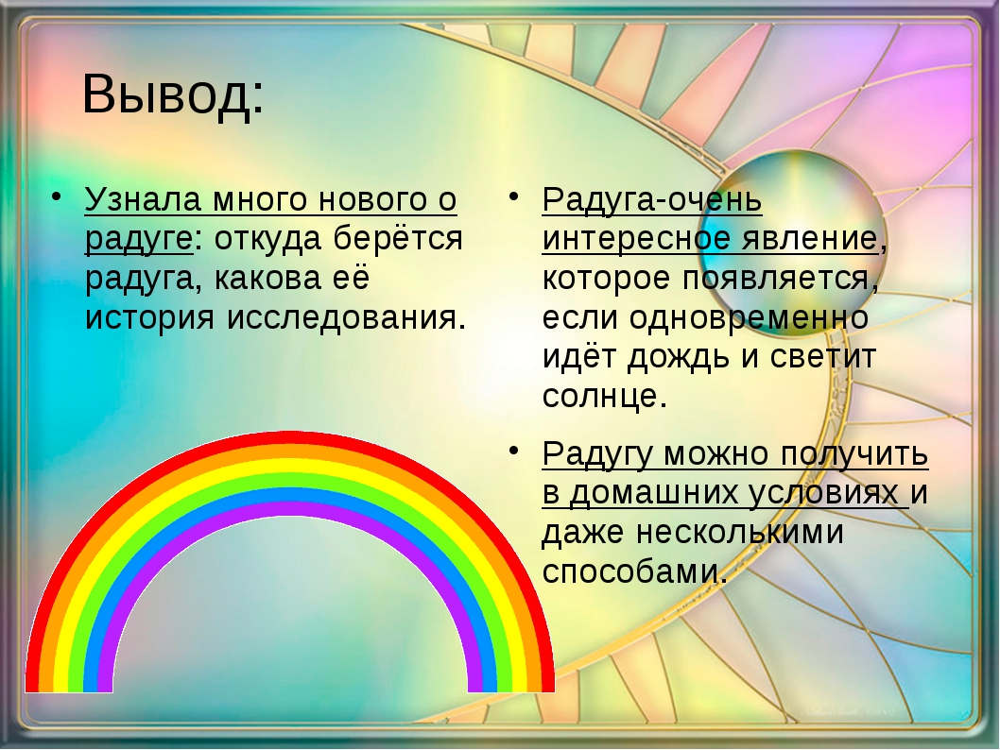 Вывод:
• Узнала много нового о
радуге: откуда берётся
радуга, какова её
история исследования.
• Радуга-очень
интересное явление,
которое появляется,
если одновременно
идёт дождь и светит
солнце.
• Радугу можно получить
в домашних условиях и
даже несколькими
способами.